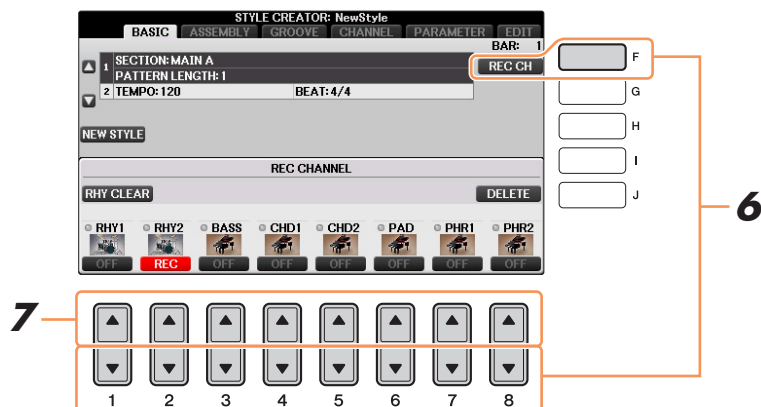 STYLE CREATOR: NewStyle
BASIC ASSEMBLY GROOVE CHANNEL PARAMETER EDIT
BAR: 1
1 SECTION: MAIN A
PATTERN LENGTH: 1
REC CH
F
2 TEMPO: 120 BEAT: 4/4
G
NEW STYLE
H
REC CHANNEL
I
RHY CLEAR DELETE
J
6
RHY1 RHY2 BASS CHD1 CHD2 PAD PHR1 PHR2
OFF REC OFF OFF OFF OFF OFF OFF
7
1 2 3 4 5 6 7 8